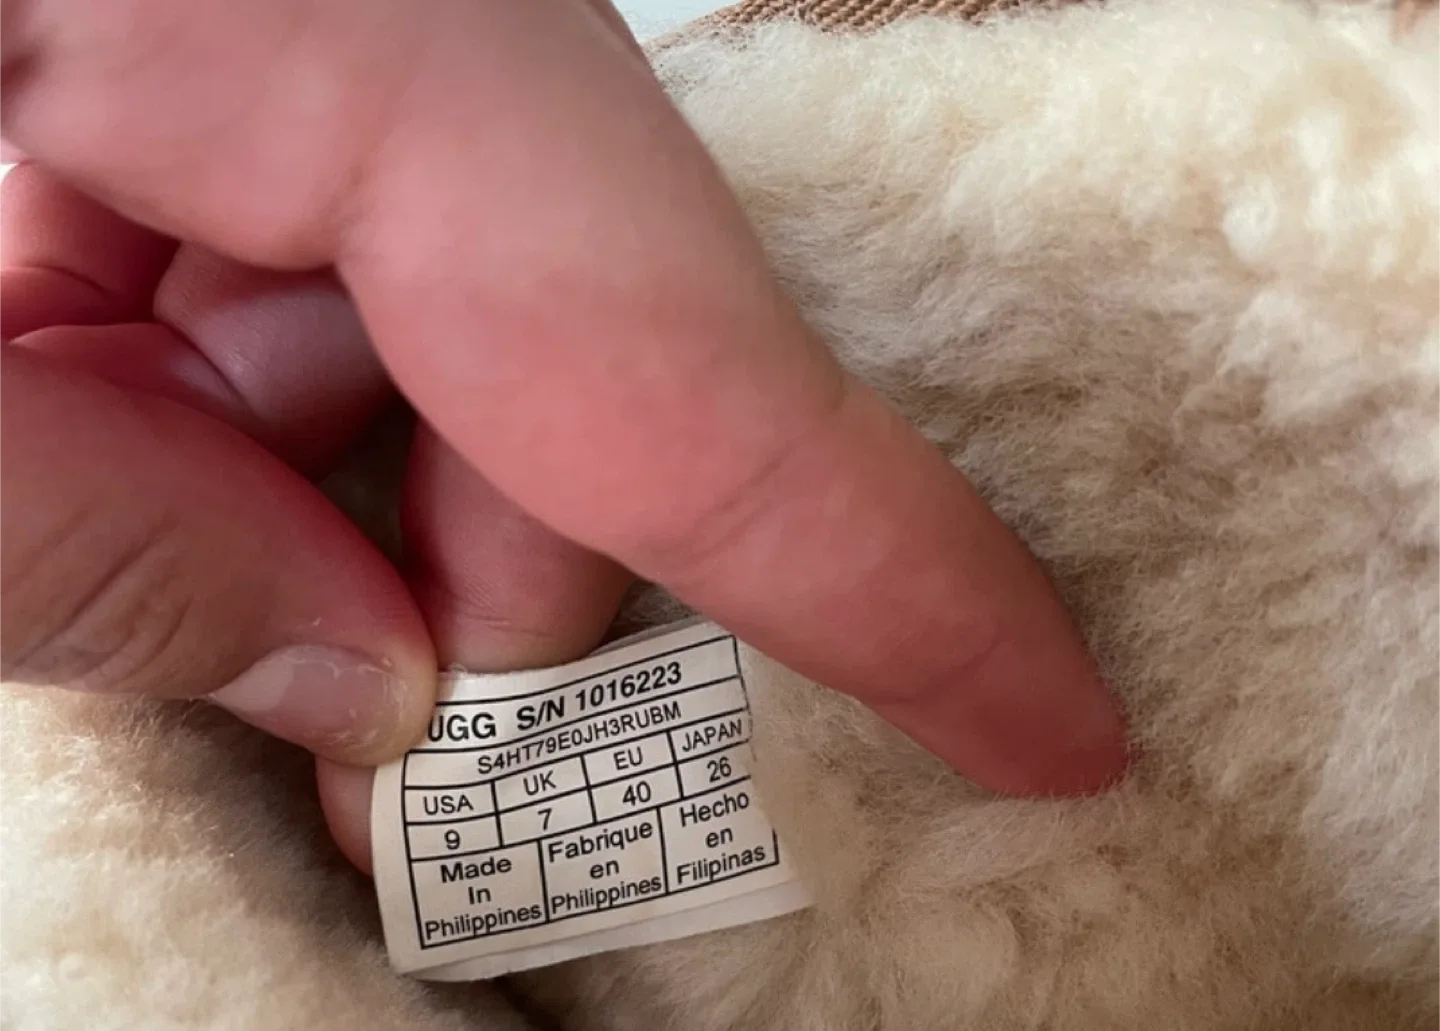 UGG S/N 1016223
S4HT79E0JH3RUBM
USA UK EU JAPAN
9 7 40 26
Made In Philippines
Fabrique en Philippines
Hecho en Filipinas